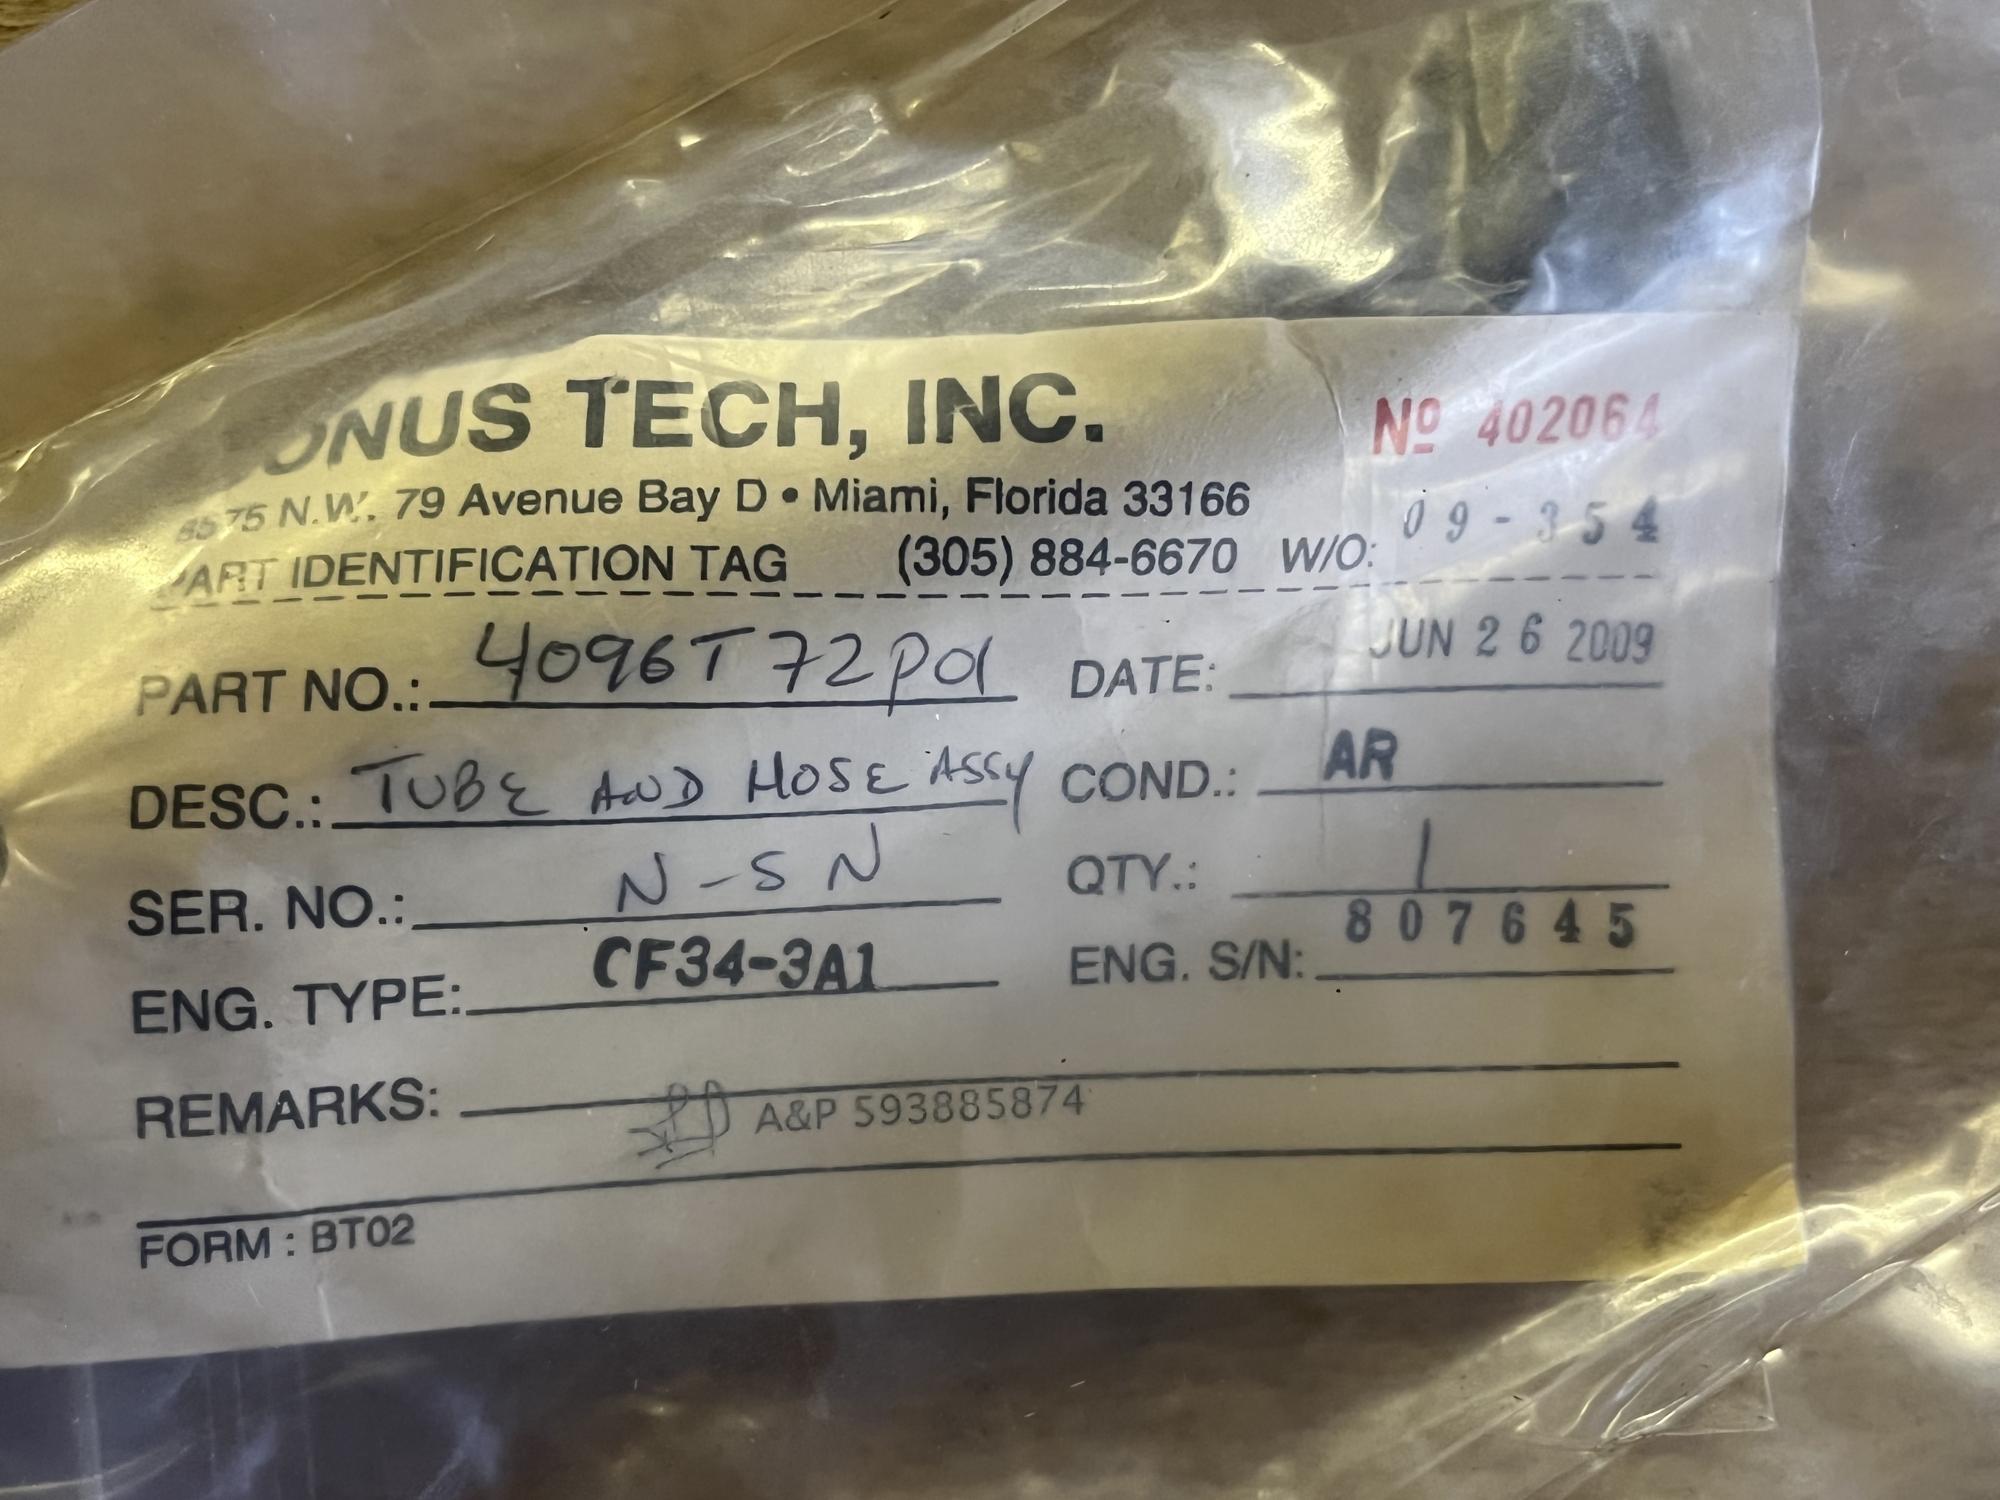 ONUS TECH, INC. Nº 402064
8575 N.W. 79 Avenue Bay D • Miami, Florida 33166
PART IDENTIFICATION TAG (305) 884-6670 W/O: 09-354
PART NO.: 4096T72P01 DATE: JUN 26 2009
DESC.: TUBE AND HOSE ASSY COND.: AR
SER. NO.: N-SN QTY.: 1
ENG. TYPE: CF34-3A1 ENG. S/N: 807645
REMARKS: A&P 593885874
FORM : BT02